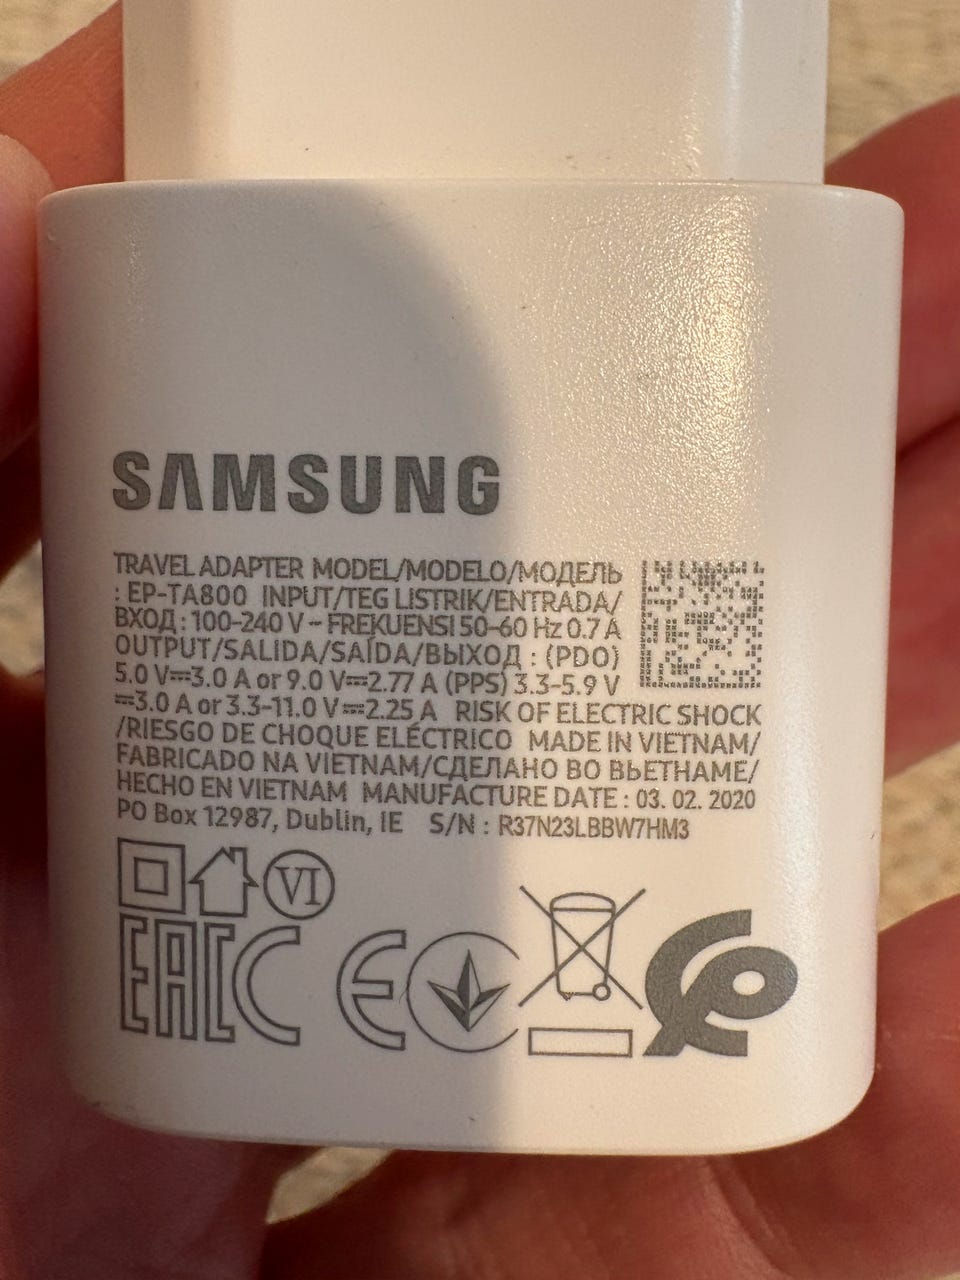 SAMSUNG
TRAVEL ADAPTER MODEL/MODELO/МОДЕЛЬ
: EP-TA800 INPUT/TEG LISTRIK/ENTRADA/
ВХОД : 100-240 V ~ FREKUENSI 50-60 Hz 0.7 A
OUTPUT/SALIDA/SAÍDA/ВЫХОД : (PDO)
5.0 V⎓3.0 A or 9.0 V⎓2.77 A (PPS) 3.3-5.9 V
⎓3.0 A or 3.3-11.0 V⎓2.25 A RISK OF ELECTRIC SHOCK
/RIESGO DE CHOQUE ELÉCTRICO MADE IN VIETNAM/
FABRICADO NA VIETNAM/СДЕЛАНО ВО ВЬЕТНАМЕ/
HECHO EN VIETNAM MANUFACTURE DATE : 03. 02. 2020
PO Box 12987, Dublin, IE S/N : R37N23LBBW7HM3
VI
EAC CE